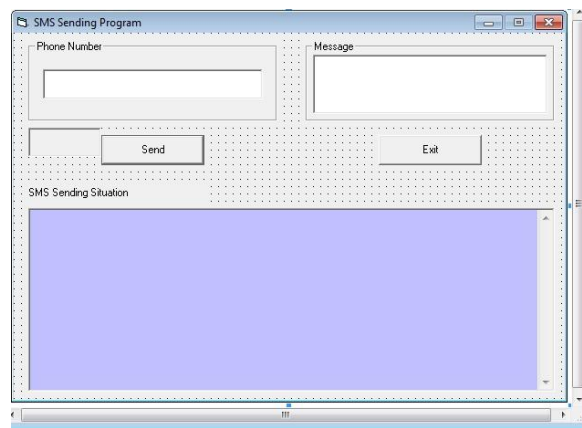 SMS Sending Program
Phone Number
Message
Send
Exit
SMS Sending Situation